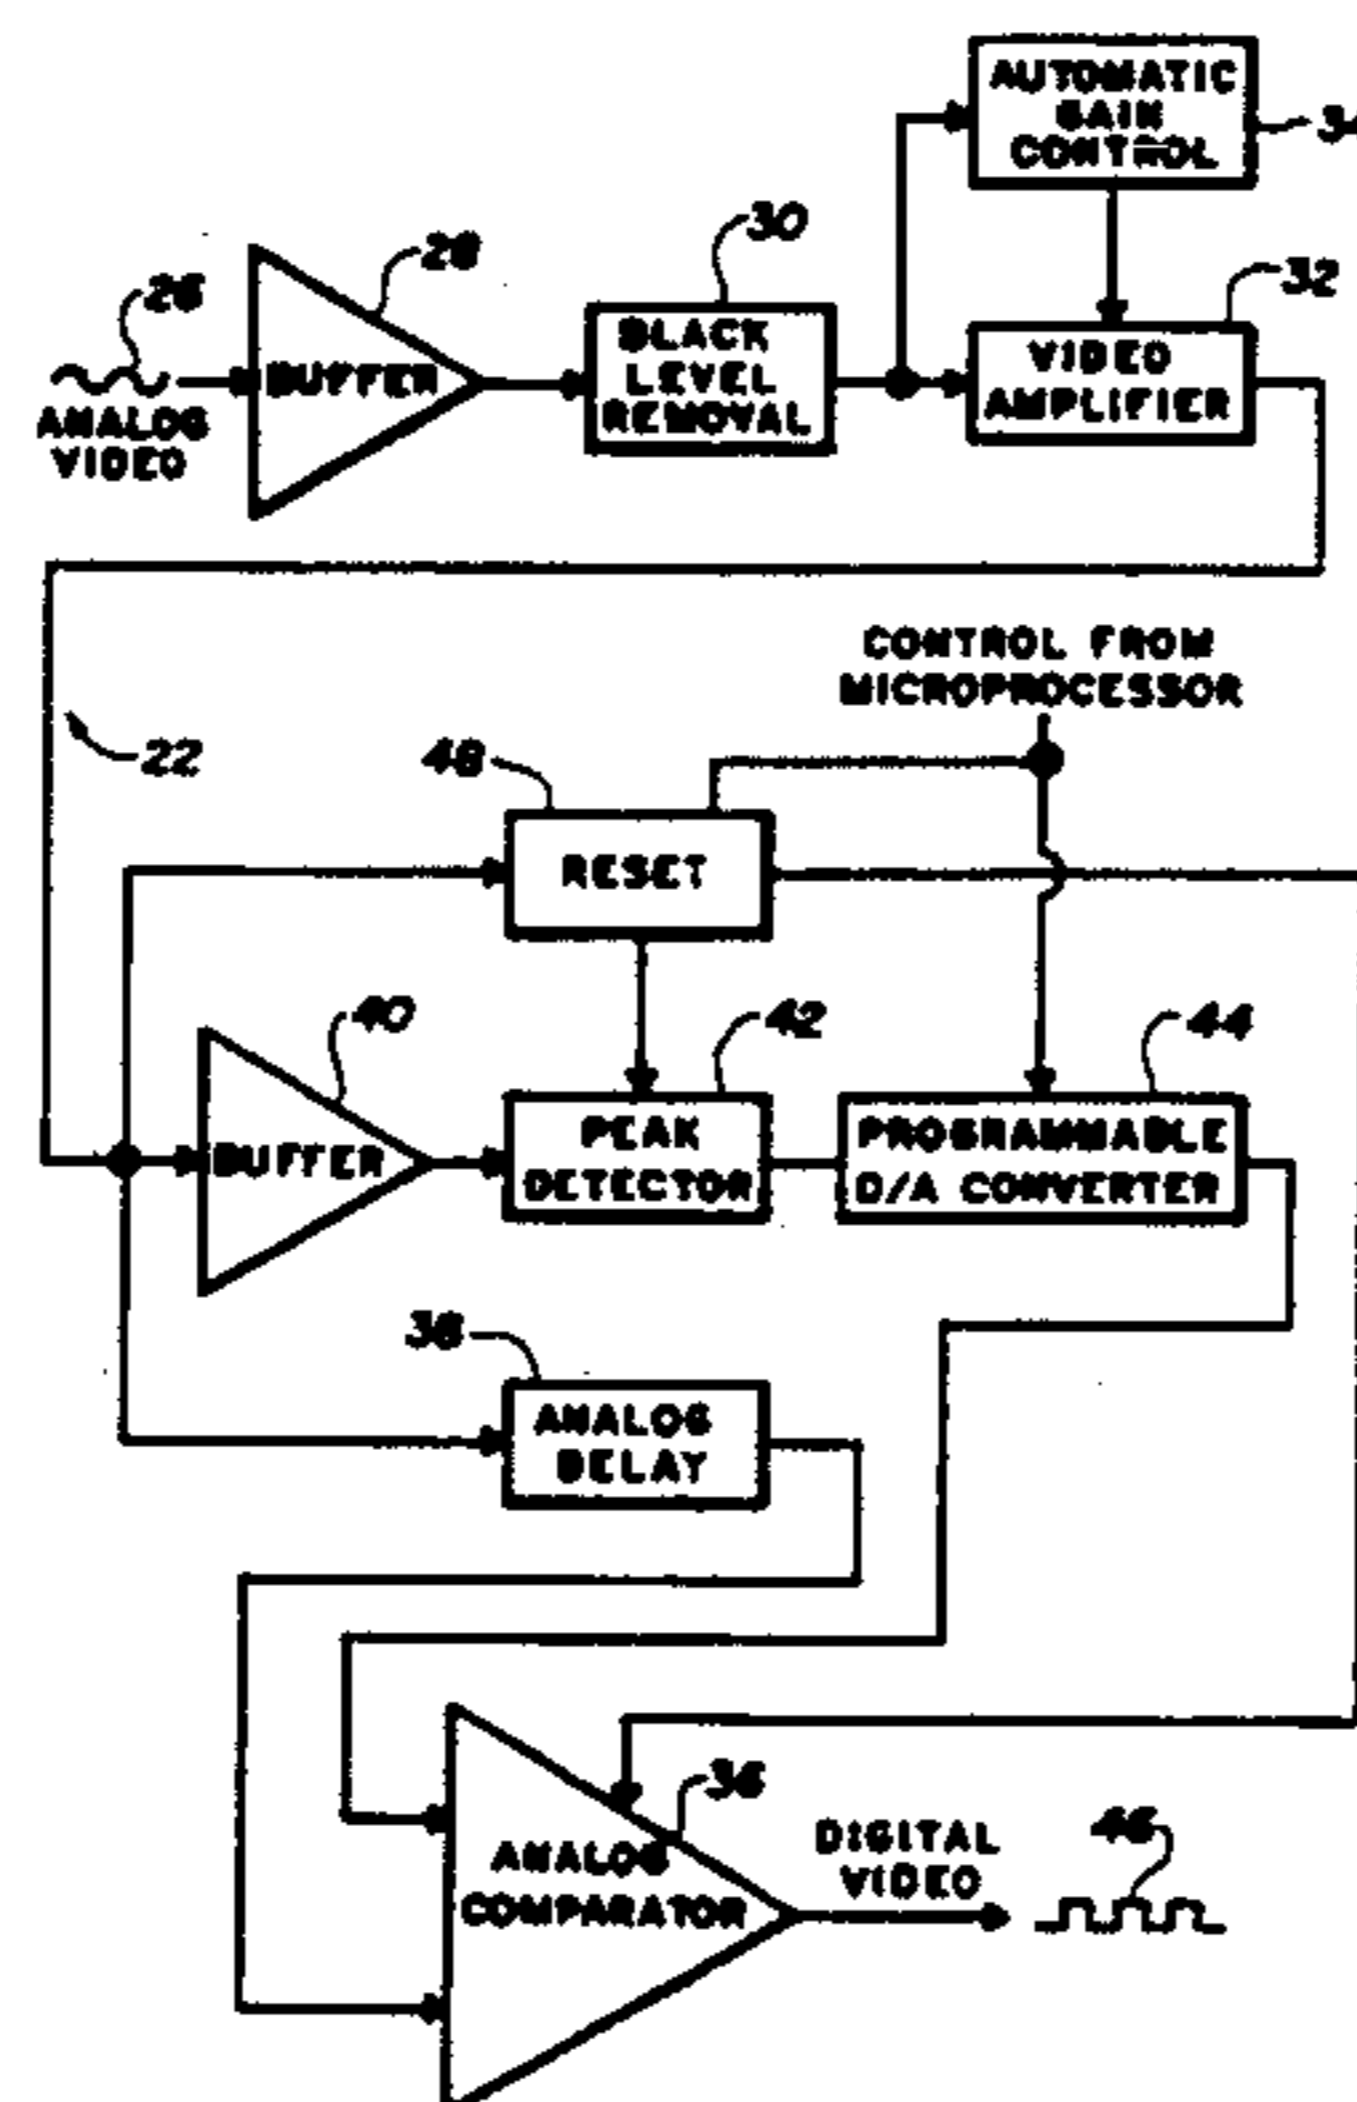 AUTOMATIC
GAIN
CONTROL
30
28
32
26
BLACK
LEVEL
REMOVAL
VIDEO
AMPLIFIER
BUFFER
ANALOG
VIDEO
CONTROL FROM
MICROPROCESSOR
22
48
RESET
40
42
44
BUFFER
PEAK
DETECTOR
PROGRAMMABLE
D/A CONVERTER
38
ANALOG
DELAY
36
ANALOG
COMPARATOR
DIGITAL
VIDEO
46